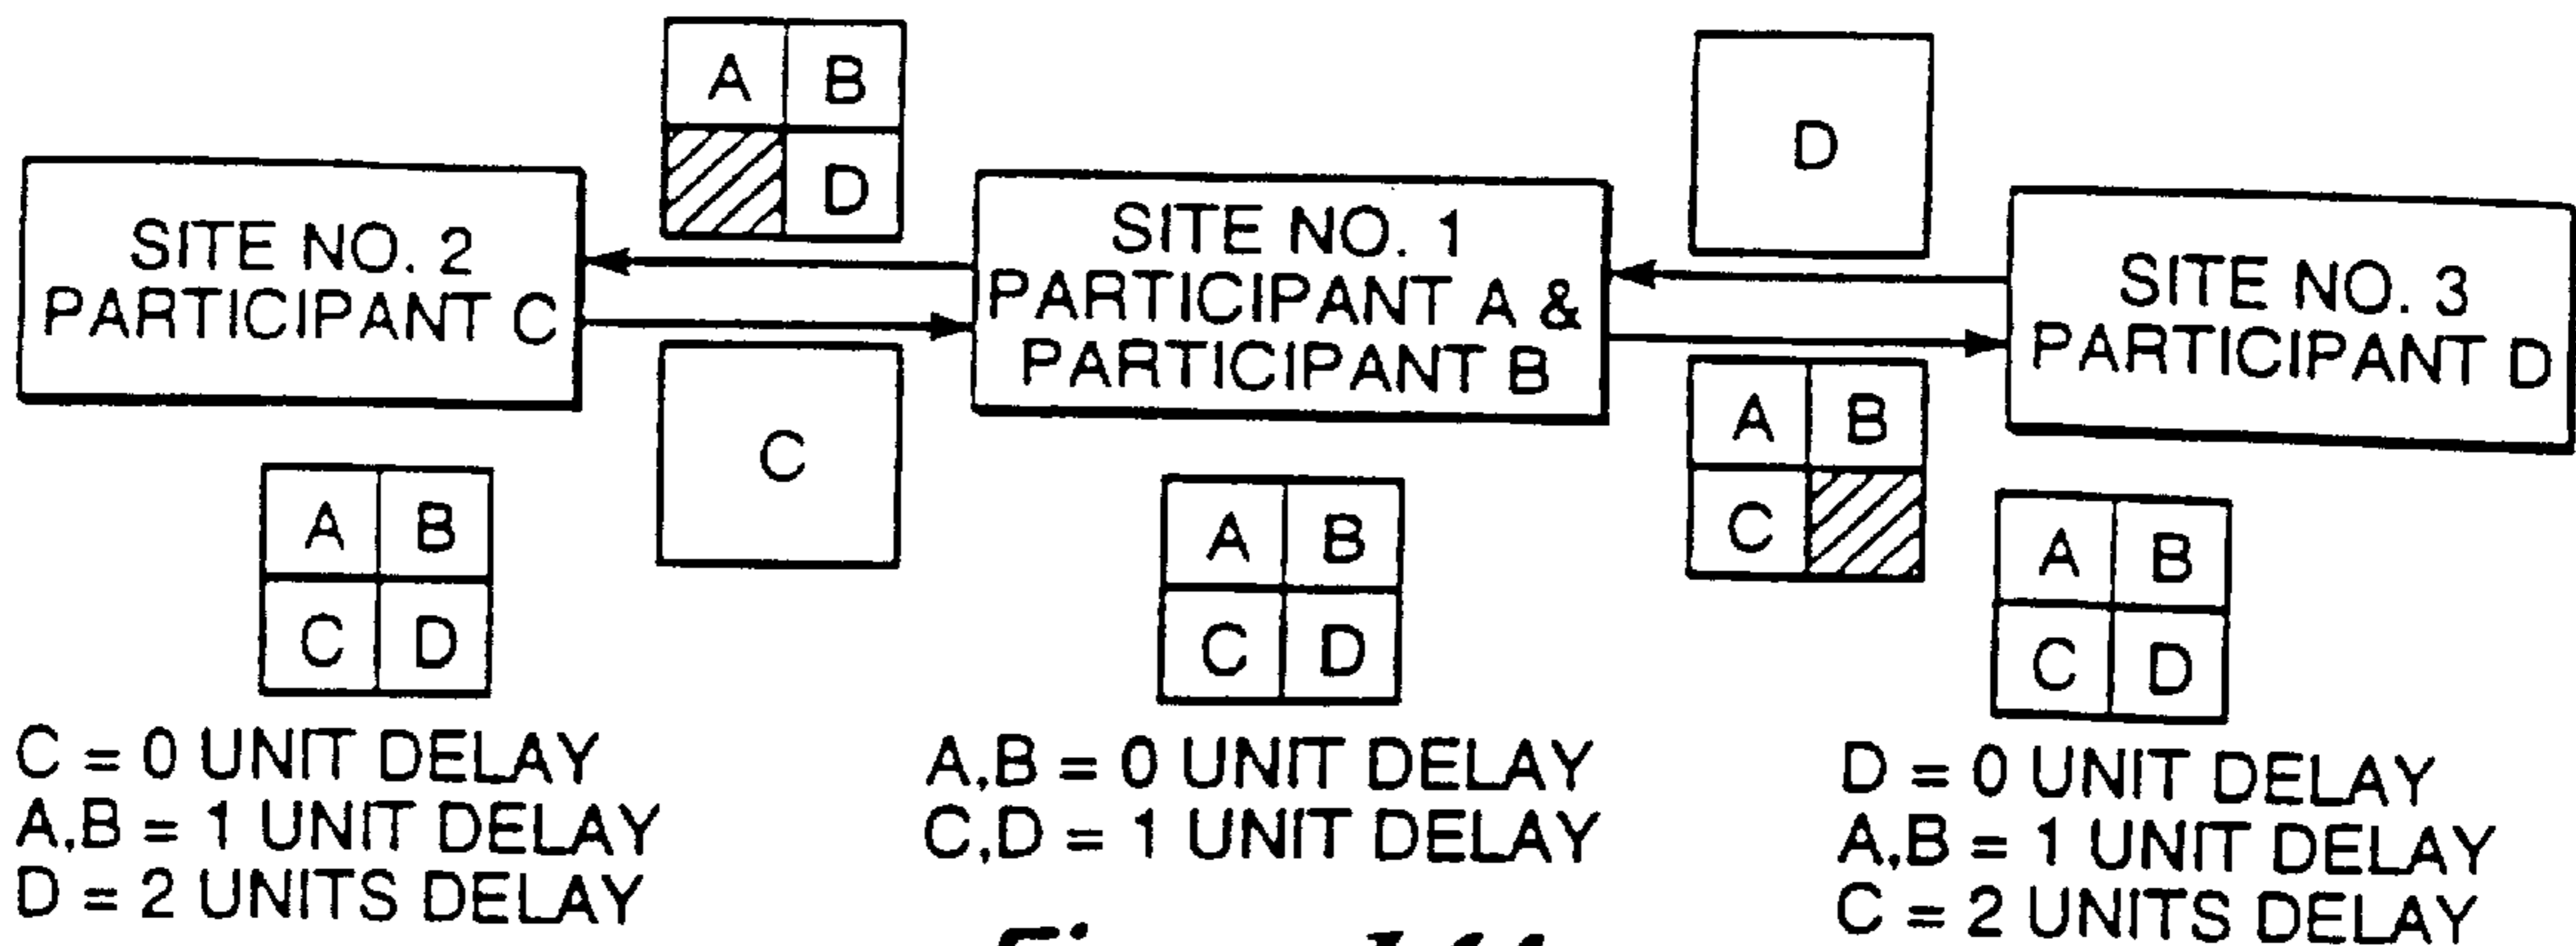 A B
D
D
SITE NO. 2
PARTICIPANT C
SITE NO. 1
PARTICIPANT A &
PARTICIPANT B
SITE NO. 3
PARTICIPANT D
C
A B
C
A B
C D
A B
C D
A B
C D
C = 0 UNIT DELAY
A,B = 1 UNIT DELAY
D = 2 UNITS DELAY
A,B = 0 UNIT DELAY
C,D = 1 UNIT DELAY
D = 0 UNIT DELAY
A,B = 1 UNIT DELAY
C = 2 UNITS DELAY